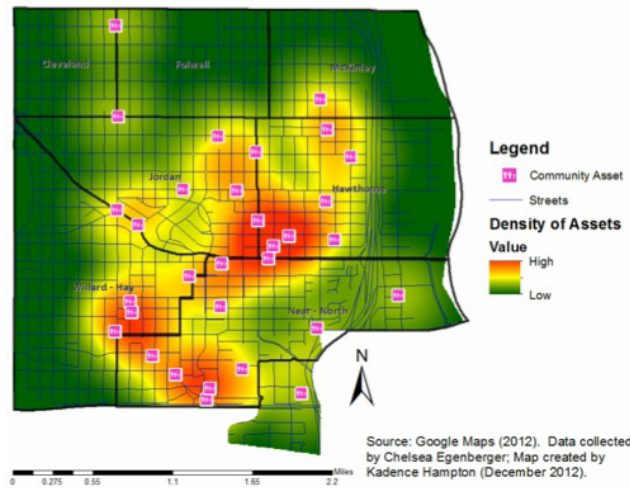 Cleveland
Folwell
McKinley
Jordan
Hawthorne
Willard - Hay
Near - North
Legend
Community Asset
Streets
Density of Assets
Value
High
Low
N
Source: Google Maps (2012). Data collected
by Chelsea Egenberger; Map created by
Kadence Hampton (December 2012).
Miles
0 0.275 0.55 1.1 1.65 2.2